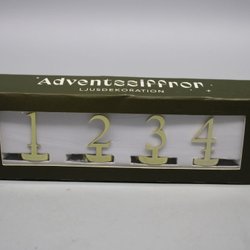 Adventssiffror
LJUSDEKORATION
1 2 3 4